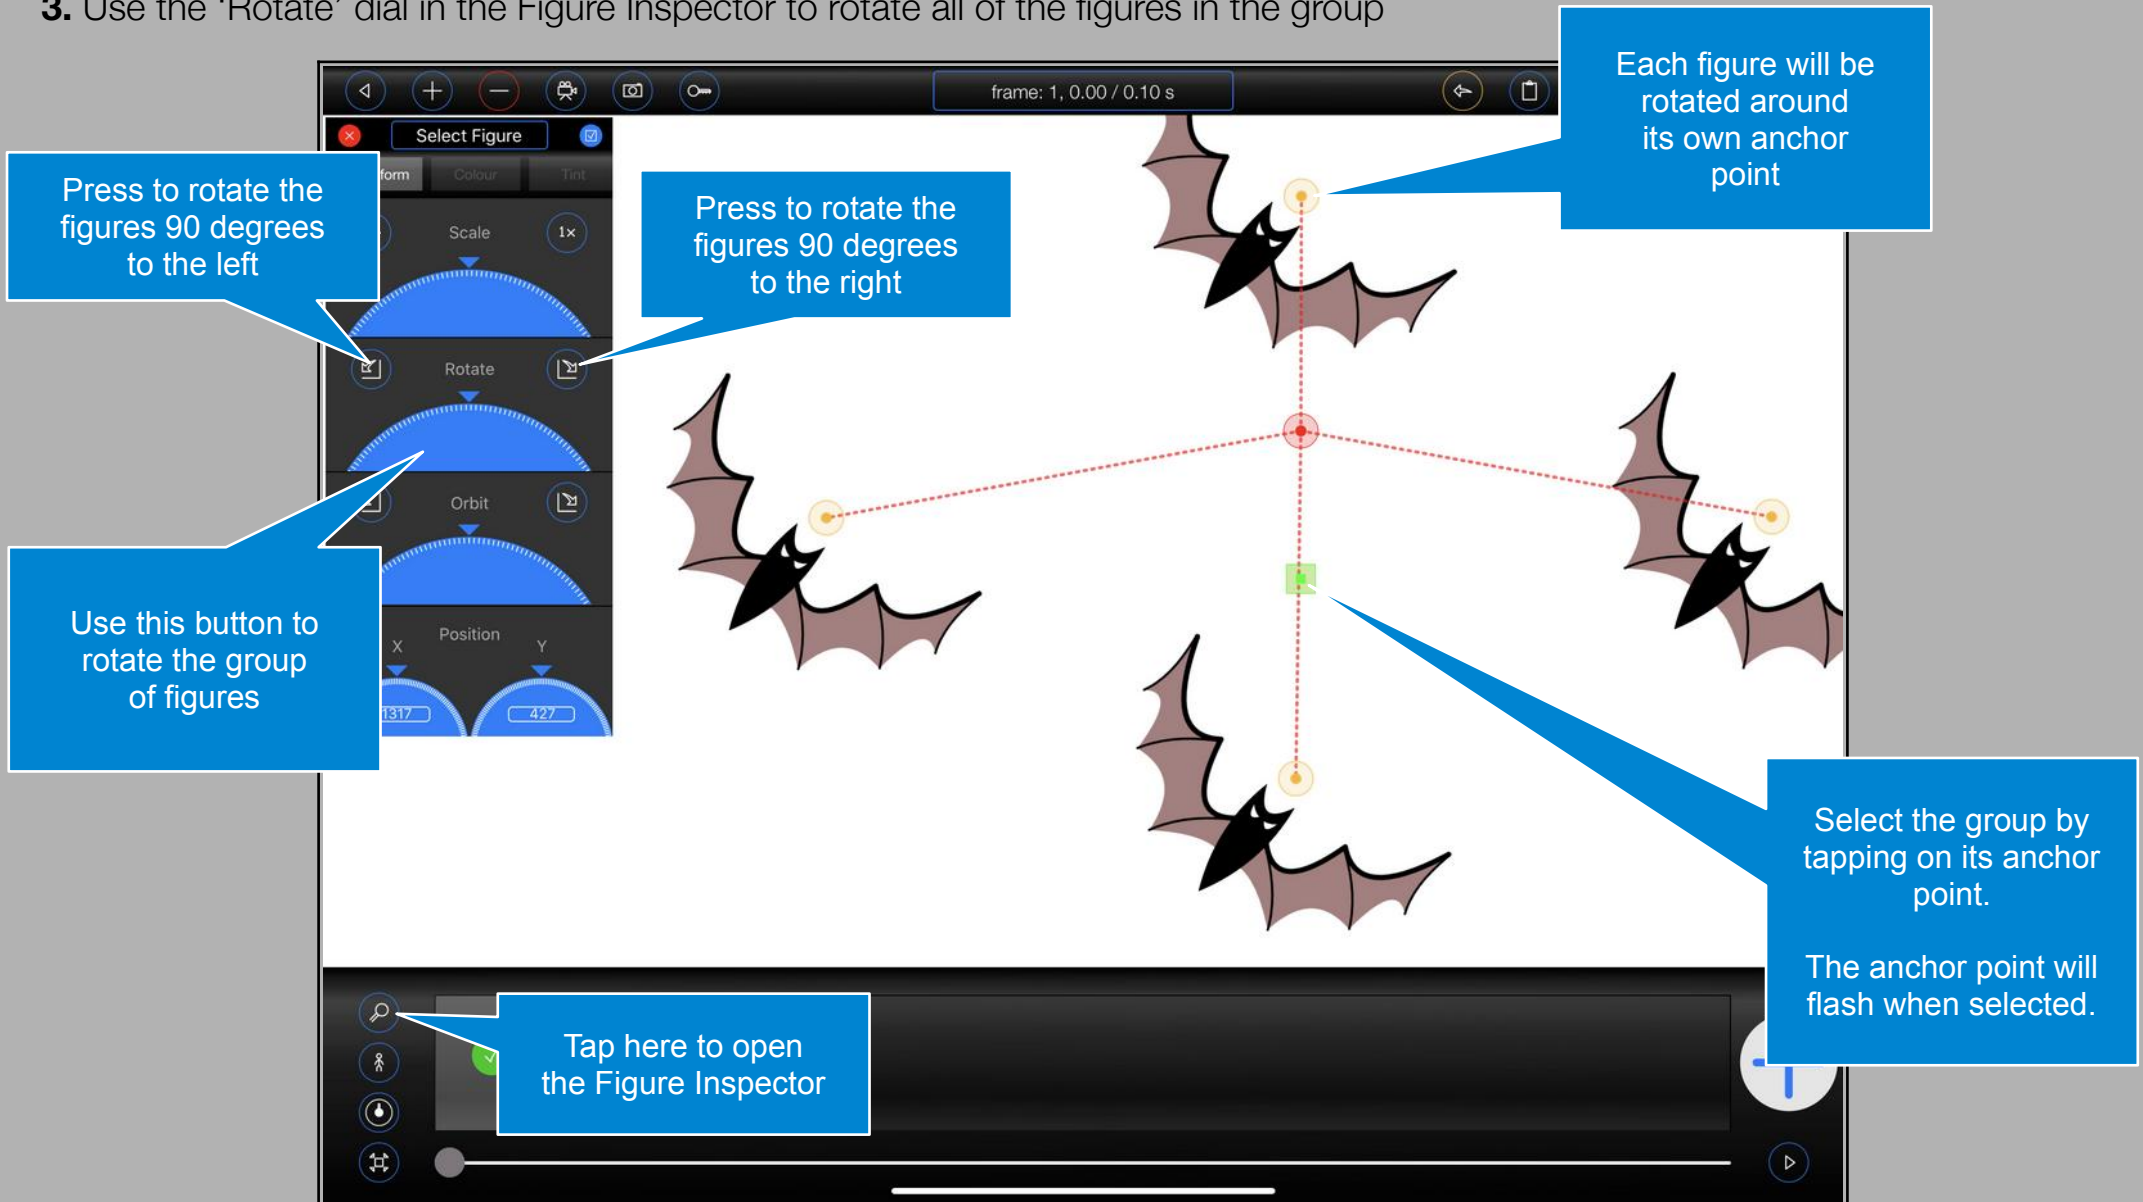 3. Use the ‘Rotate’ dial in the Figure Inspector to rotate all of the figures in the group
frame: 1, 0.00 / 0.10 s
Each figure will be
rotated around
its own anchor
point
Select Figure
form Colour Tint
Press to rotate the
figures 90 degrees
to the left
Press to rotate the
figures 90 degrees
to the right
Scale
1×
Rotate
Orbit
Use this button to
rotate the group
of figures
Position
X Y
1317 427
Select the group by
tapping on its anchor
point.
The anchor point will
flash when selected.
Tap here to open
the Figure Inspector